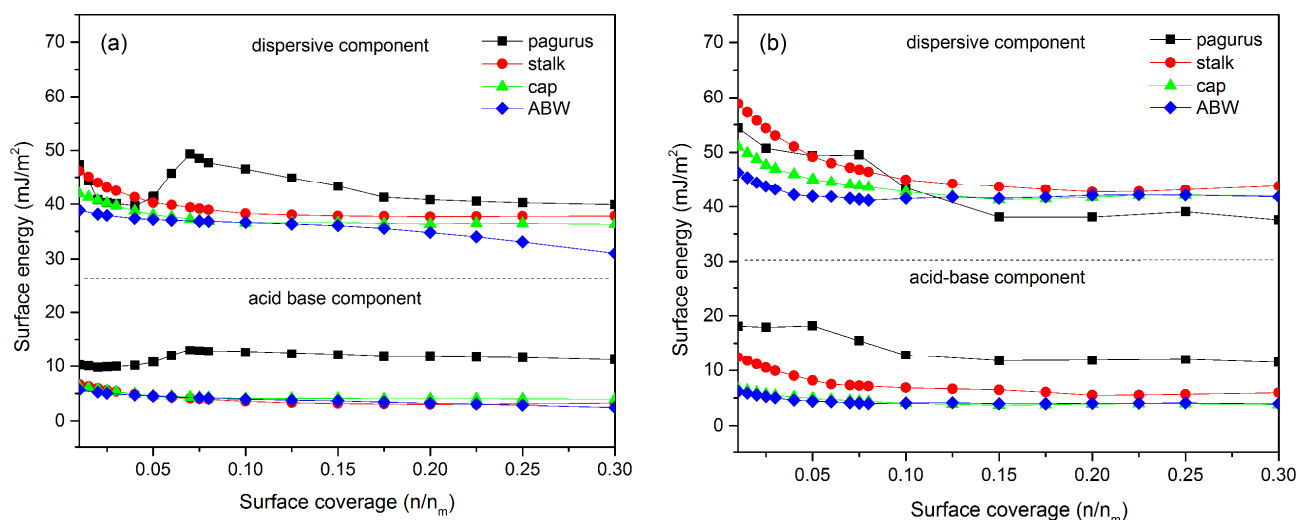 (a)
dispersive component
pagurus
stalk
cap
ABW
acid base component
70
60
50
40
30
20
10
0
Surface energy (mJ/m²)
0.05 0.10 0.15 0.20 0.25 0.30
Surface coverage (n/nₘ)
(b)
dispersive component
pagurus
stalk
cap
ABW
acid-base component
70
60
50
40
30
20
10
0
Surface energy (mJ/m²)
0.05 0.10 0.15 0.20 0.25 0.30
Surface coverage (n/nₘ)